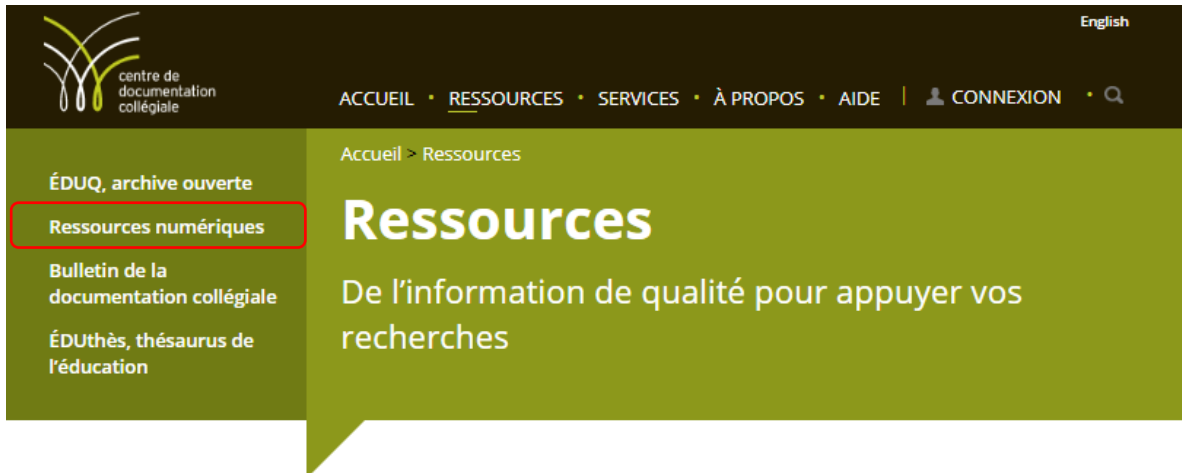 English
centre de
documentation
collégiale
ACCUEIL • RESSOURCES • SERVICES • À PROPOS • AIDE | CONNEXION •
ÉDUQ, archive ouverte
Ressources numériques
Bulletin de la
documentation collégiale
ÉDUthès, thésaurus de
l'éducation
Accueil > Ressources
Ressources
De l'information de qualité pour appuyer vos
recherches